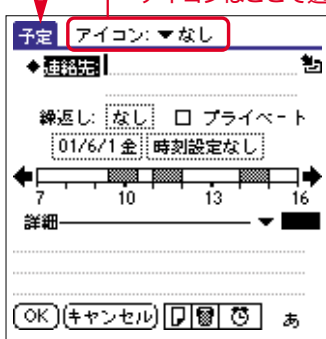 アイコンはここで選
予定 アイコン: ▼なし
◆連絡先:
繰返し: なし □ プライベート
01/6/1 金 時刻設定なし
7 10 13 16
詳細 ▼
OK キャンセル あ